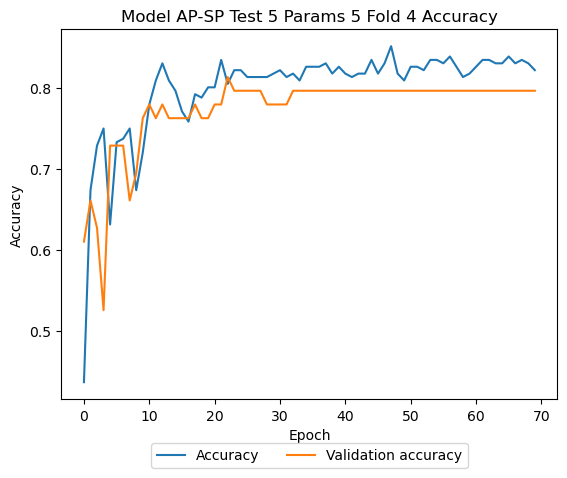 Model AP-SP Test 5 Params 5 Fold 4 Accuracy
Accuracy
0.8
0.7
0.6
0.5
0 10 20 30 40 50 60 70
Epoch
Accuracy Validation accuracy